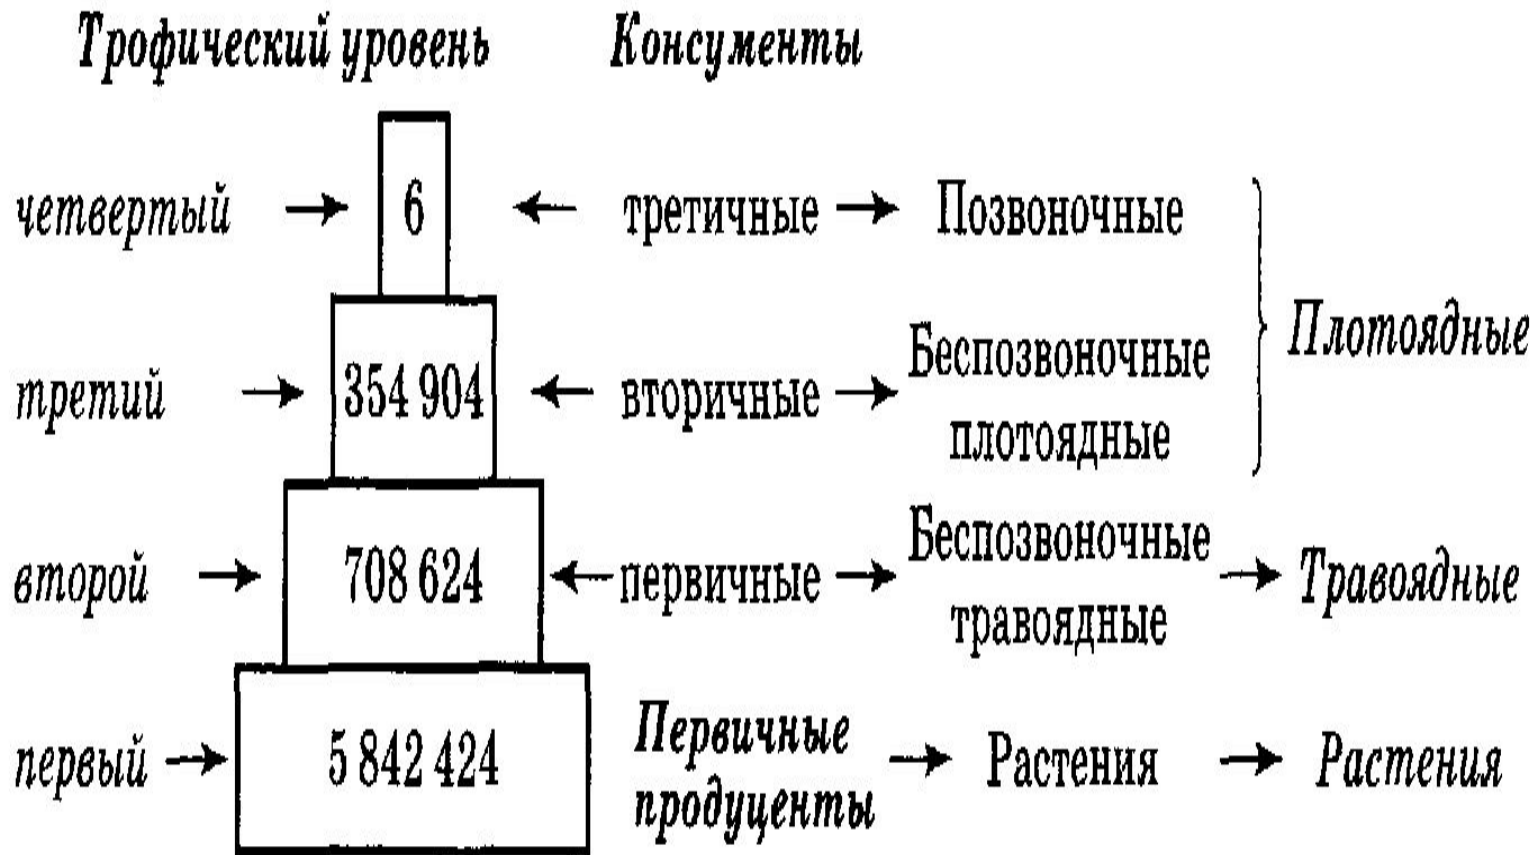 Трофический уровень Консументы
четвертый 6 третичные Позвоночные
Плотоядные
третий 354 904 вторичные Беспозвоночные
плотоядные
второй 708 624 первичные Беспозвоночные
травоядные
Травоядные
первый 5 842 424 Первичные
продуценты
Растения Растения